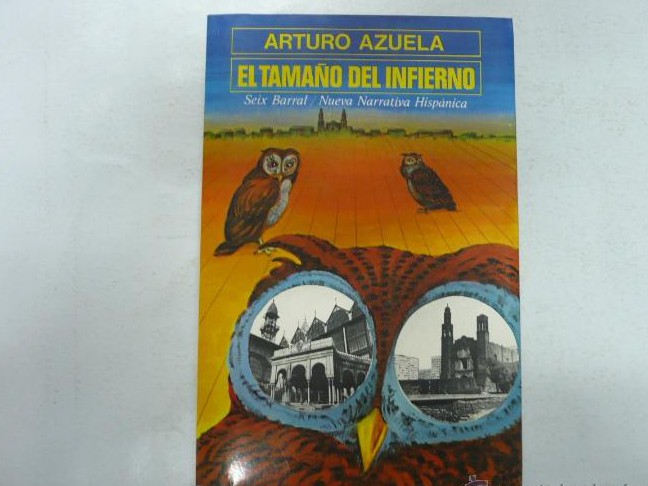 ARTURO AZUELA
EL TAMAÑO DEL INFIERNO
Seix Barral / Nueva Narrativa Hispánica